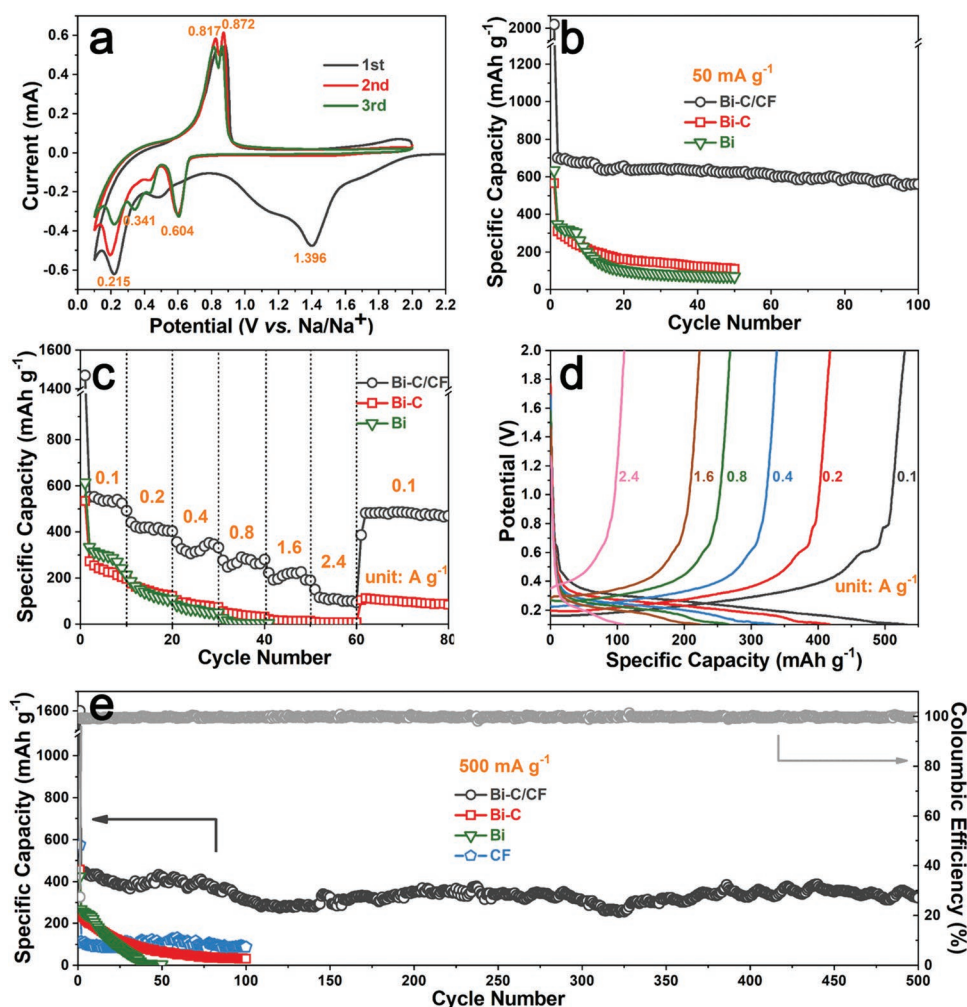 a
0.817
0.872
1st
2nd
3rd
0.341
0.604
0.215
1.396
0.6
0.4
0.2
0.0
-0.2
-0.4
-0.6
Current (mA)
0.0 0.2 0.4 0.6 0.8 1.0 1.2 1.4 1.6 1.8 2.0 2.2
Potential (V vs. Na/Na⁺)
b
50 mA g⁻¹
Bi-C/CF
Bi-C
Bi
2000
1000
800
600
400
200
0
Specific Capacity (mAh g⁻¹)
0 20 40 60 80 100
Cycle Number
c
Bi-C/CF
Bi-C
Bi
0.1
0.2
0.4
0.8
1.6
2.4
0.1
unit: A g⁻¹
1600
1400
800
600
400
200
0
Specific Capacity (mAh g⁻¹)
0 20 40 60 80
Cycle Number
d
2.4
1.6
0.8
0.4
0.2
0.1
unit: A g⁻¹
2.0
1.8
1.6
1.4
1.2
1.0
0.8
0.6
0.4
0.2
Potential (V)
0 100 200 300 400 500
Specific Capacity (mAh g⁻¹)
e
500 mA g⁻¹
Bi-C/CF
Bi-C
Bi
CF
1600
1000
800
600
400
200
0
Specific Capacity (mAh g⁻¹)
100
80
60
40
20
0
Coloumbic Efficiency (%)
0 50 100 150 200 250 300 350 400 450 500
Cycle Number